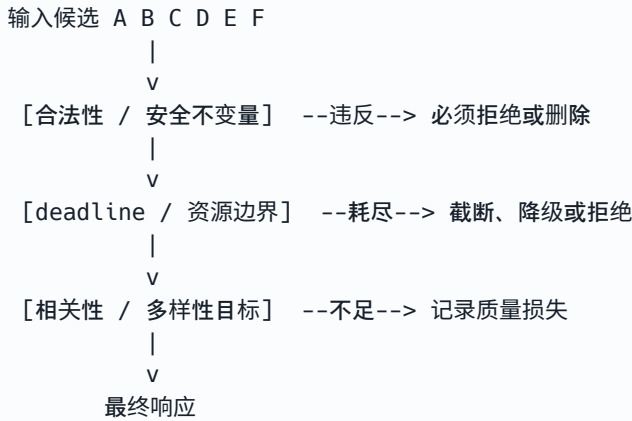 输入候选 A B C D E F
|
v
[合法性 / 安全不变量] --违反--> 必须拒绝或删除
|
v
[deadline / 资源边界] --耗尽--> 截断、降级或拒绝
|
v
[相关性 / 多样性目标] --不足--> 记录质量损失
|
v
最终响应